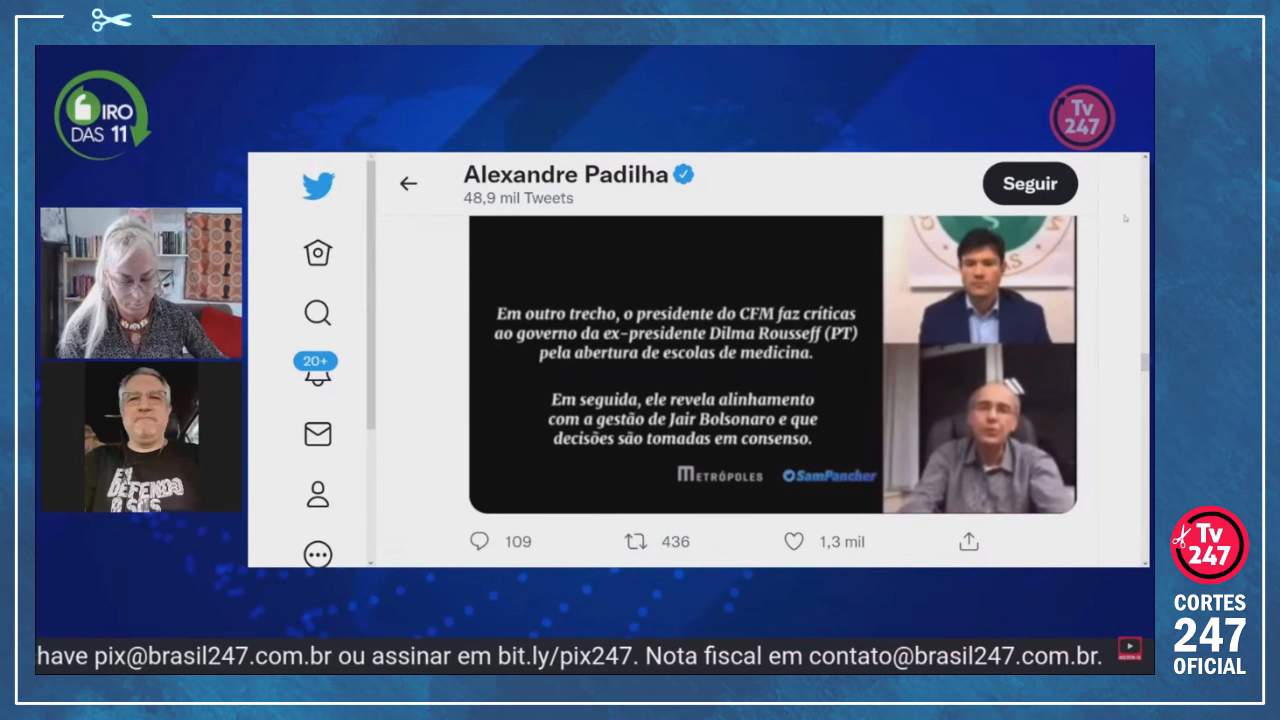 GIRO
DAS 11
Tv
247
Alexandre Padilha
48,9 mil Tweets
Seguir
20+
Em outro trecho, o presidente do CFM faz críticas
ao governo da ex-presidente Dilma Rousseff (PT)
pela abertura de escolas de medicina.
Em seguida, ele revela alinhamento
com a gestão de Jair Bolsonaro e que
decisões são tomadas em consenso.
METRÓPOLES
SamPancher
109
436
1,3 mil
EU
DEFENDO
O SUS
have pix@brasil247.com.br ou assinar em bit.ly/pix247. Nota fiscal em contato@brasil247.com.br.
Tv
247
CORTES
247
OFICIAL